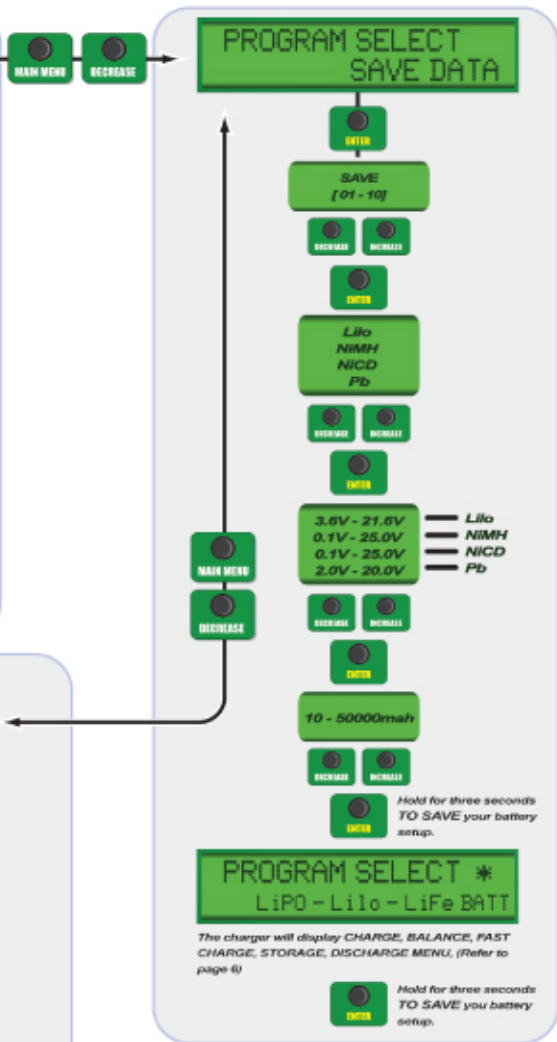 MAIN MENU
DECREASE
PROGRAM SELECT
SAVE DATA
ENTER
SAVE
[ 01 - 10]
DECREASE
INCREASE
ENTER
LiIo
NiMH
NiCD
Pb
DECREASE
INCREASE
ENTER
3.6V - 21.6V
LiIo
0.1V - 25.0V
NiMH
0.1V - 25.0V
NiCD
2.0V - 20.0V
Pb
MAIN MENU
DECREASE
DECREASE
INCREASE
ENTER
10 - 50000mah
DECREASE
INCREASE
ENTER
Hold for three seconds
TO SAVE your battery
setup.
PROGRAM SELECT *
LiPO - LiIo - LiFe BATT
The charger will display CHARGE, BALANCE, FAST
CHARGE, STORAGE, DISCHARGE MENU, (Refer to
page 6)
ENTER
Hold for three seconds
TO SAVE you battery
setup.